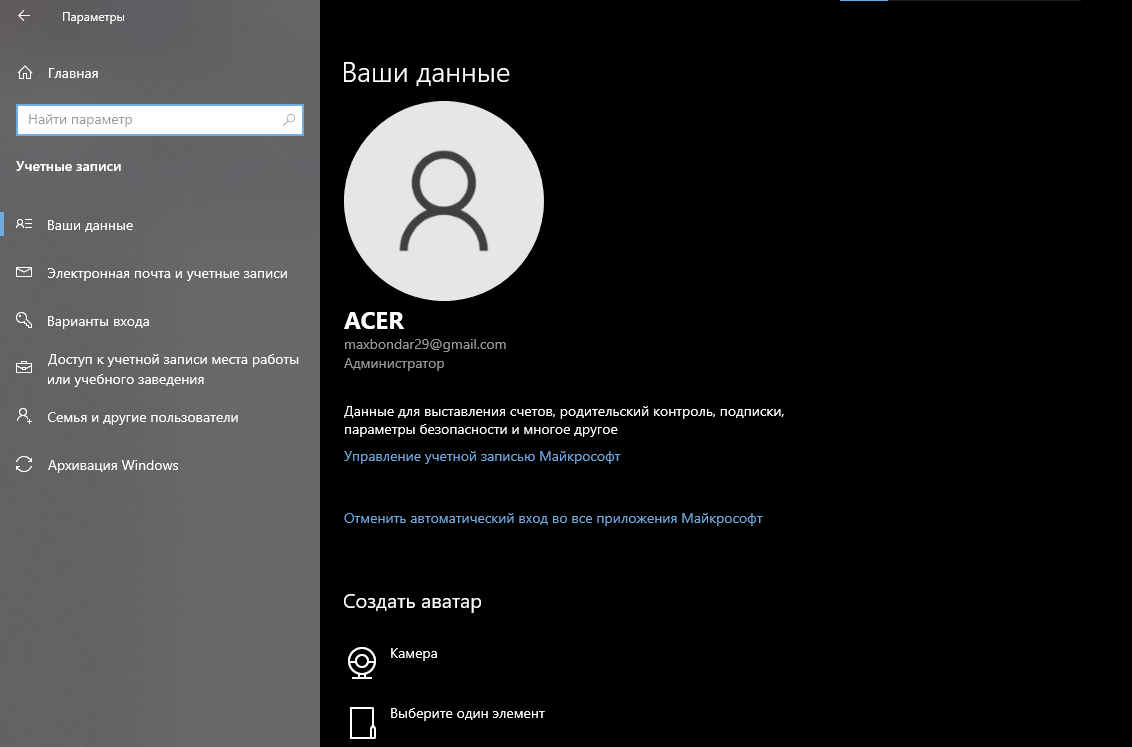 Параметры
Главная
Найти параметр
Учетные записи
Ваши данные
Электронная почта и учетные записи
Варианты входа
Доступ к учетной записи места работы
или учебного заведения
Семья и другие пользователи
Архивация Windows
Ваши данные
ACER
maxbondar29@gmail.com
Администратор
Данные для выставления счетов, родительский контроль, подписки,
параметры безопасности и многое другое
Управление учетной записью Майкрософт
Отменить автоматический вход во все приложения Майкрософт
Создать аватар
Камера
Выберите один элемент